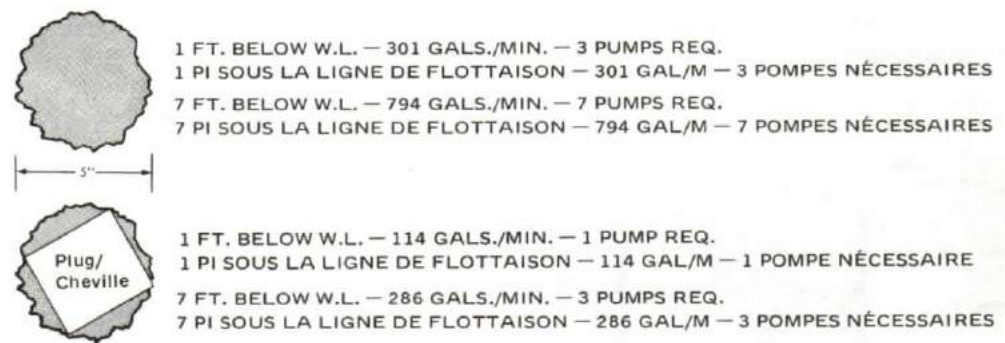 1 FT. BELOW W.L. — 301 GALS./MIN. — 3 PUMPS REQ.
1 PI SOUS LA LIGNE DE FLOTTAISON — 301 GAL/M — 3 POMPES NÉCESSAIRES
7 FT. BELOW W.L. — 794 GALS./MIN. — 7 PUMPS REQ.
7 PI SOUS LA LIGNE DE FLOTTAISON — 794 GAL/M — 7 POMPES NÉCESSAIRES
5"
Plug/
Cheville
1 FT. BELOW W.L. — 114 GALS./MIN. — 1 PUMP REQ.
1 PI SOUS LA LIGNE DE FLOTTAISON — 114 GAL/M — 1 POMPE NÉCESSAIRE
7 FT. BELOW W.L. — 286 GALS./MIN. — 3 PUMPS REQ.
7 PI SOUS LA LIGNE DE FLOTTAISON — 286 GAL/M — 3 POMPES NÉCESSAIRES